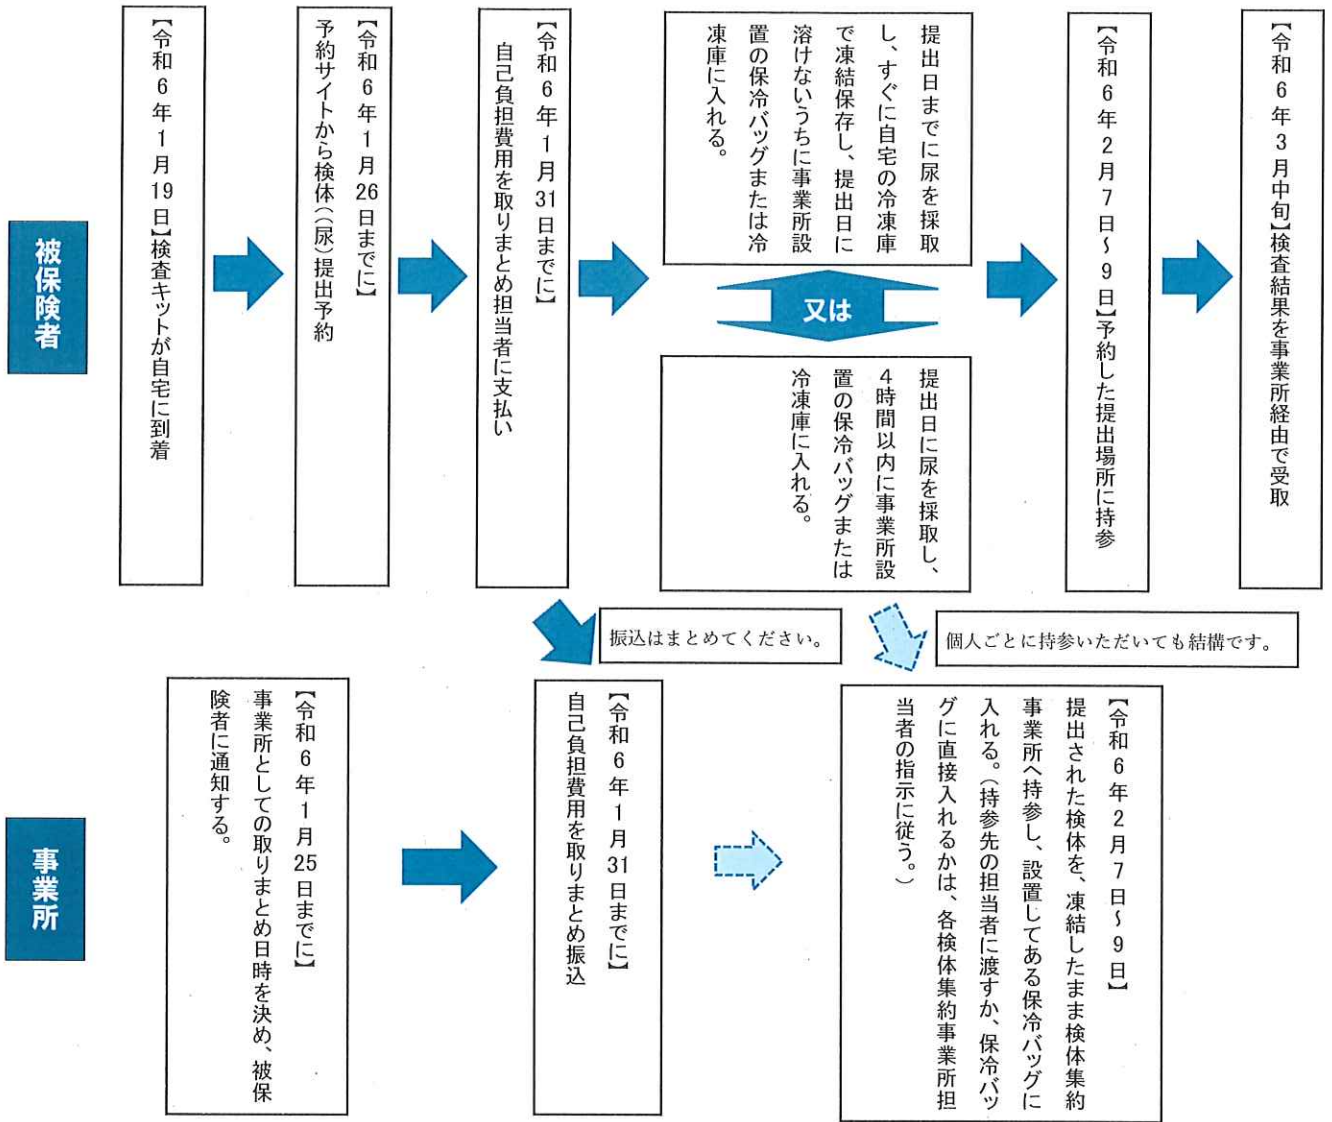 被保険者
【令和6年1月19日】検査キットが自宅に到着
【令和6年1月26日までに】
予約サイトから検体((尿)提出予約
【令和6年1月31日までに】
自己負担費用を取りまとめ担当者に支払い
提出日までに尿を採取
し、すぐに自宅の冷凍庫
で凍結保存し、提出日に
溶けないうちに事業所設
置の保冷バッグまたは冷
凍庫に入れる。
又は
提出日に尿を採取し、
4時間以内に事業所設
置の保冷バッグまたは
冷凍庫に入れる。
【令和6年2月7日~9日】予約した提出場所に持参
【令和6年3月中旬】検査結果を事業所経由で受取
振込はまとめてください。
個人ごとに持参いただいても結構です。
事業所
【令和6年1月25日までに】
事業所としての取りまとめ日時を決め、被保
険者に通知する。
【令和6年1月31日までに】
自己負担費用を取りまとめ振込
【令和6年2月7日~9日】
提出された検体を、凍結したまま検体集約
事業所へ持参し、設置してある保冷バッグに
入れる。(持参先の担当者に渡すか、保冷バッ
グに直接入れるかは、各検体集約事業所担
当者の指示に従う。)